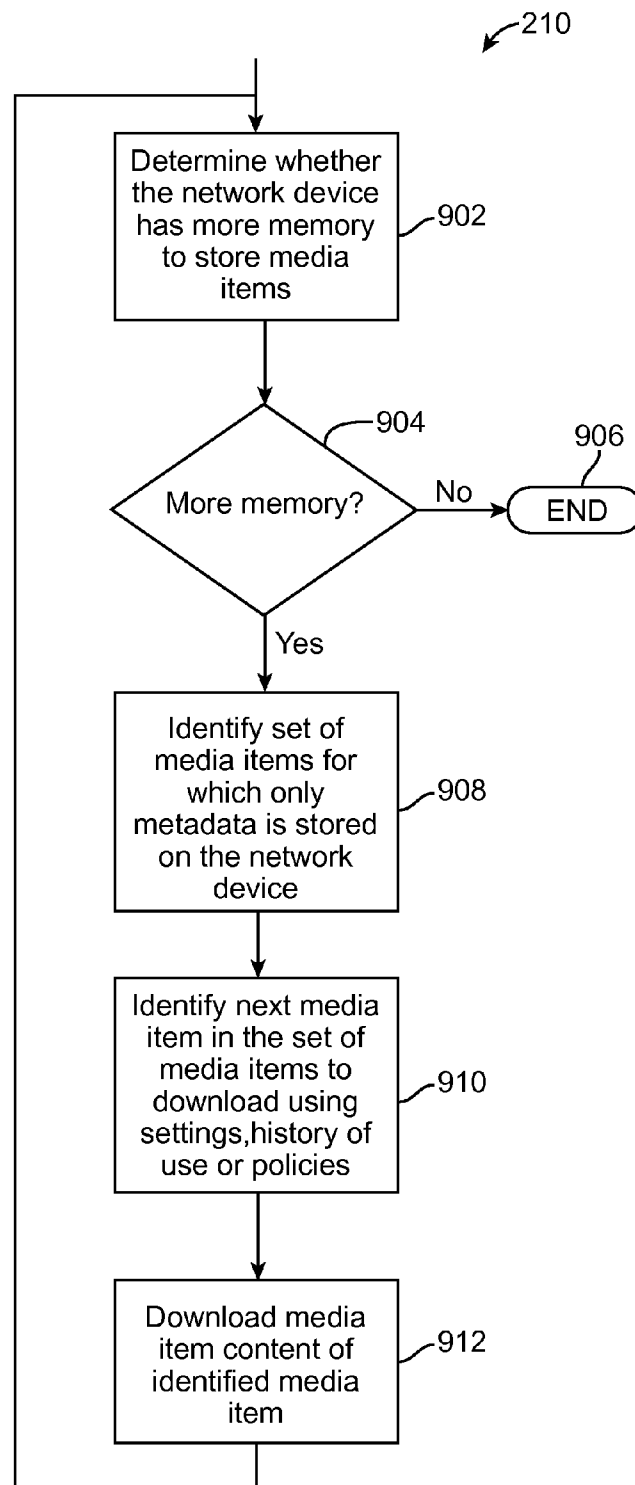 210
Determine whether
the network device
has more memory
to store media
items
902
904
More memory?
No
906
END
Yes
Identify set of
media items for
which only
metadata is stored
on the network
device
908
Identify next media
item in the set of
media items to
download using
settings,history of
use or policies
910
Download media
item content of
identified media
item
912